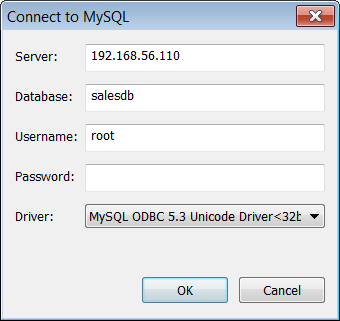 Connect to MySQL
Server: 192.168.56.110
Database: salesdb
Username: root
Password:
Driver: MySQL ODBC 5.3 Unicode Driver<32b
OK Cancel